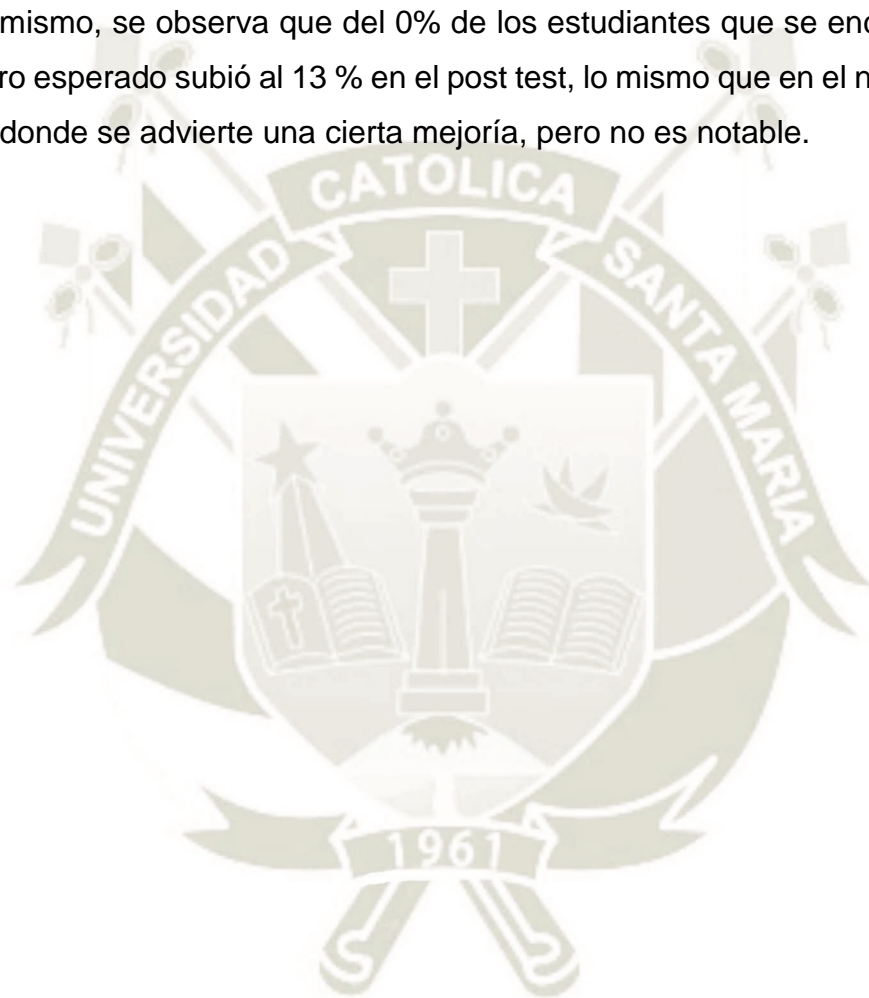 mismo, se observa que del 0% de los estudiantes que se
ro esperado subió al 13 % en el post test, lo mismo que en el
donde se advierte una cierta mejoría, pero no es notable.
UNIVERSIDAD CATOLICA SANTA MARIA
1961